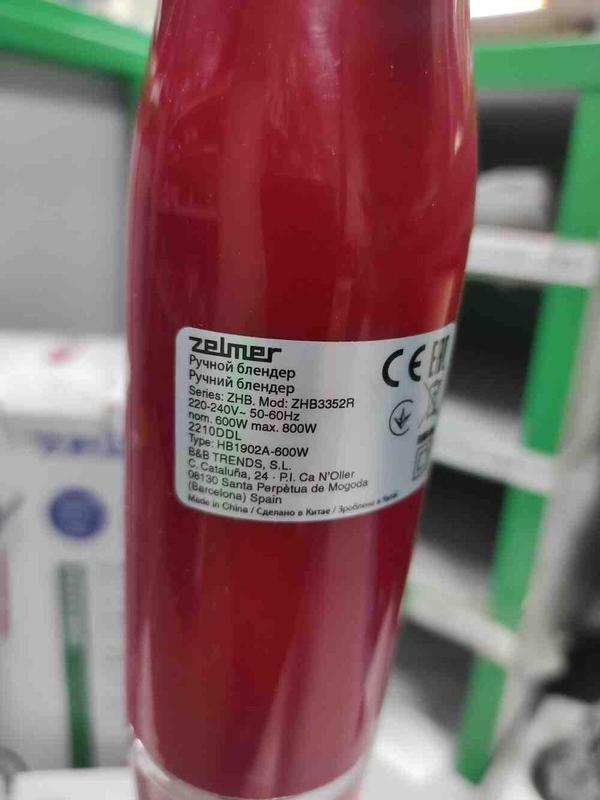 zelmer
Ручной блендер
Ручний блендер
Series: ZHB. Mod: ZHB3352R
220-240V~ 50-60Hz
nom. 600W max. 800W
2210DDL
Type: HB1902A-600W
B&B TRENDS, S.L.
C. Cataluña, 24 - P.I. Ca N'Oller
08130 Santa Perpètua de Mogoda
(Barcelona) Spain
Made in China / Сделано в Китае / Зроблено в Китаї
CE EAC